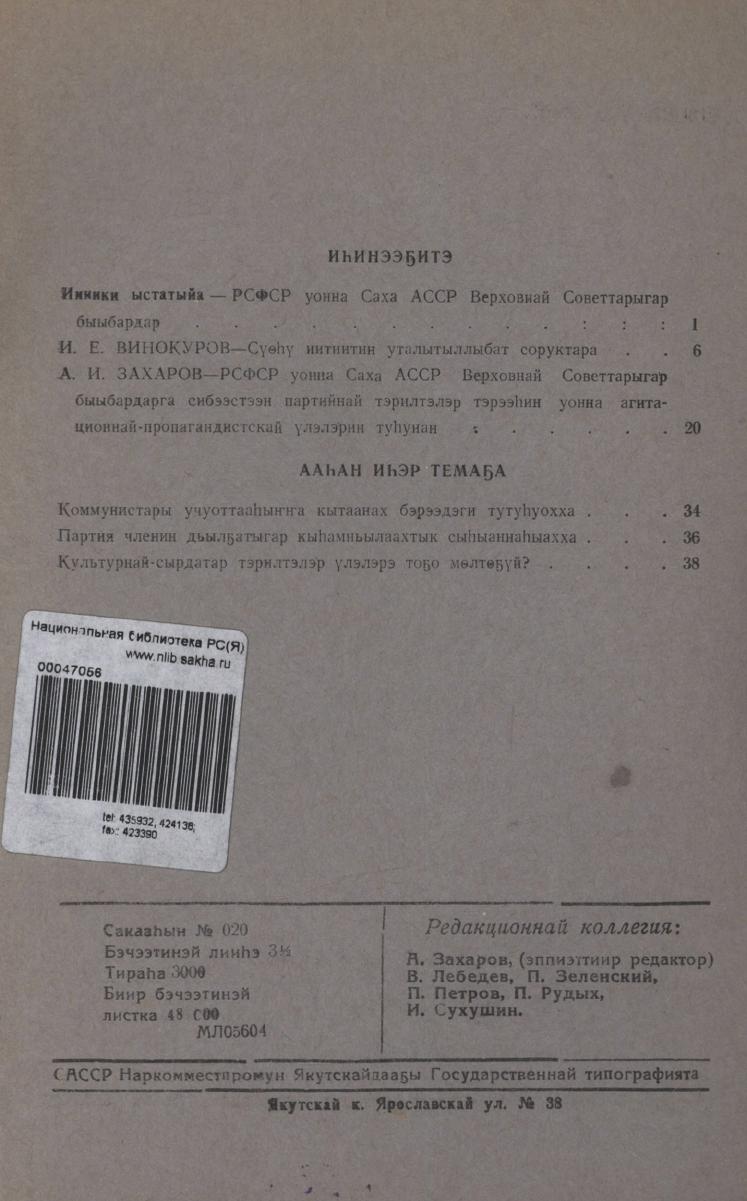 ИҺИНЭЭҔИТЭ
Инники ыстатыйа — РСФСР уонна Саха АССР Верховнай Советтарыгар
быыбардар . . . . . . . . . . : : : 1
И. Е. ВИНОКУРОВ—Сүөһү иитиитин уталытыллыбат соруктара . . 6
А. И. ЗАХАРОВ—РСФСР уонна Саха АССР Верховнай Советтарыгар
быыбардарга сибээстээн партийнай тэрилтэлэр тэрээһин уонна агита-
ционнай-пропагандистскай үлэлэрин туһунан : . . . . . 20
ААҺАН ИҺЭР ТЕМАҔА
Коммунистары учуоттааһыҥҥа кытаанах бэрээдэги тутуһуохха . . . 34
Партия членин дьылҕатыгар кыһамньылаахтык сыһыаннаһыахха . . . 36
Культурнай-сырдатар тэрилтэлэр үлэлэрэ тоҕо мөлтөҕүй? . . . . 38
Национальная библиотека РС(Я)
www.nlib.sakha.ru
00047056
tel: 435932, 424136;
fax: 423390
Сакааһын № 020
Бэчээтинэй лииһэ 3½
Тираһа 3000
Биир бэчээтинэй
листка 48 000
МЛ05604
Редакционнай коллегия:
А. Захаров, (эппиэттиир редактор)
В. Лебедев, П. Зеленский,
П. Петров, П. Рудых,
И. Сухушин.
САССР Наркомместпромун Якутскайдааҕы Государственнай типографията
Якутскай к. Ярославскай ул. № 38